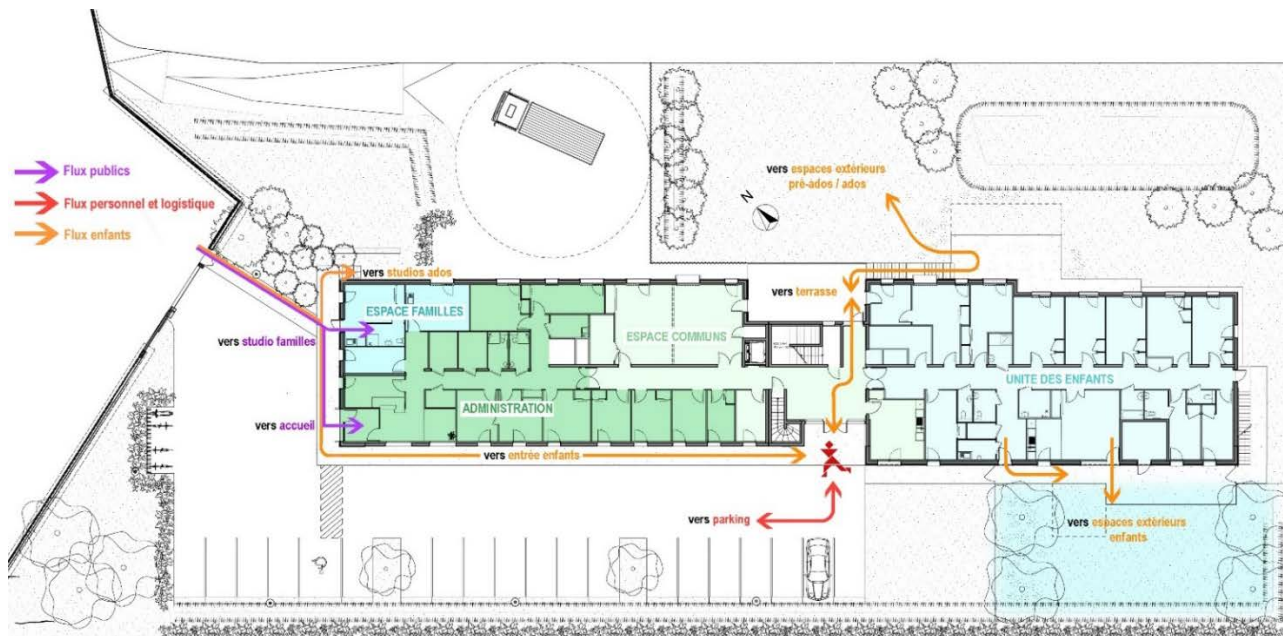 Flux publics
Flux personnel et logistique
Flux enfants
vers espaces extérieurs
pré-ados / ados
N
vers studios ados
vers terrasse
ESPACE FAMILLES
ESPACE COMMUNS
vers studio familles
UNITE DES ENFANTS
ADMINISTRATION
vers accueil
vers entrée enfants
vers parking
vers espaces extérieurs
enfants